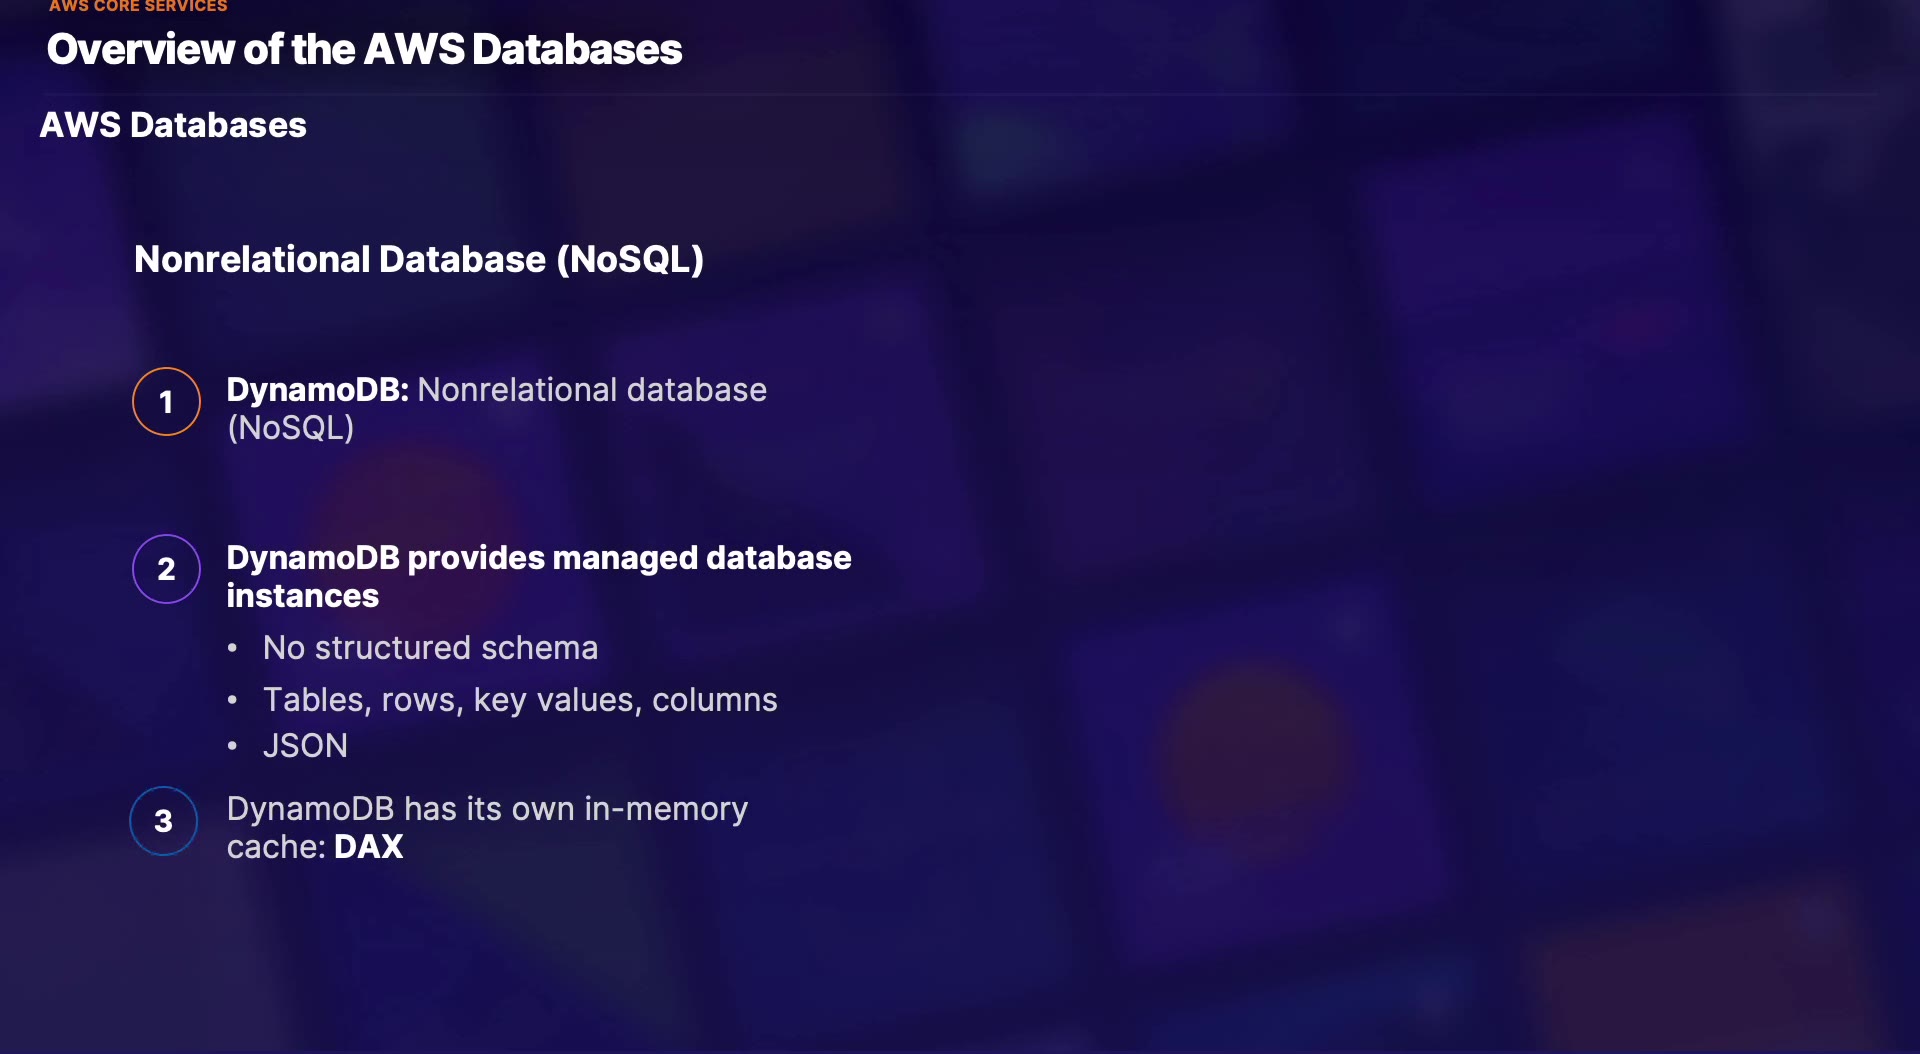 AWS CORE SERVICES
Overview of the AWS Databases
AWS Databases
Nonrelational Database (NoSQL)
1
DynamoDB: Nonrelational database
(NoSQL)
2
DynamoDB provides managed database
instances
• No structured schema
• Tables, rows, key values, columns
• JSON
3
DynamoDB has its own in-memory
cache: DAX